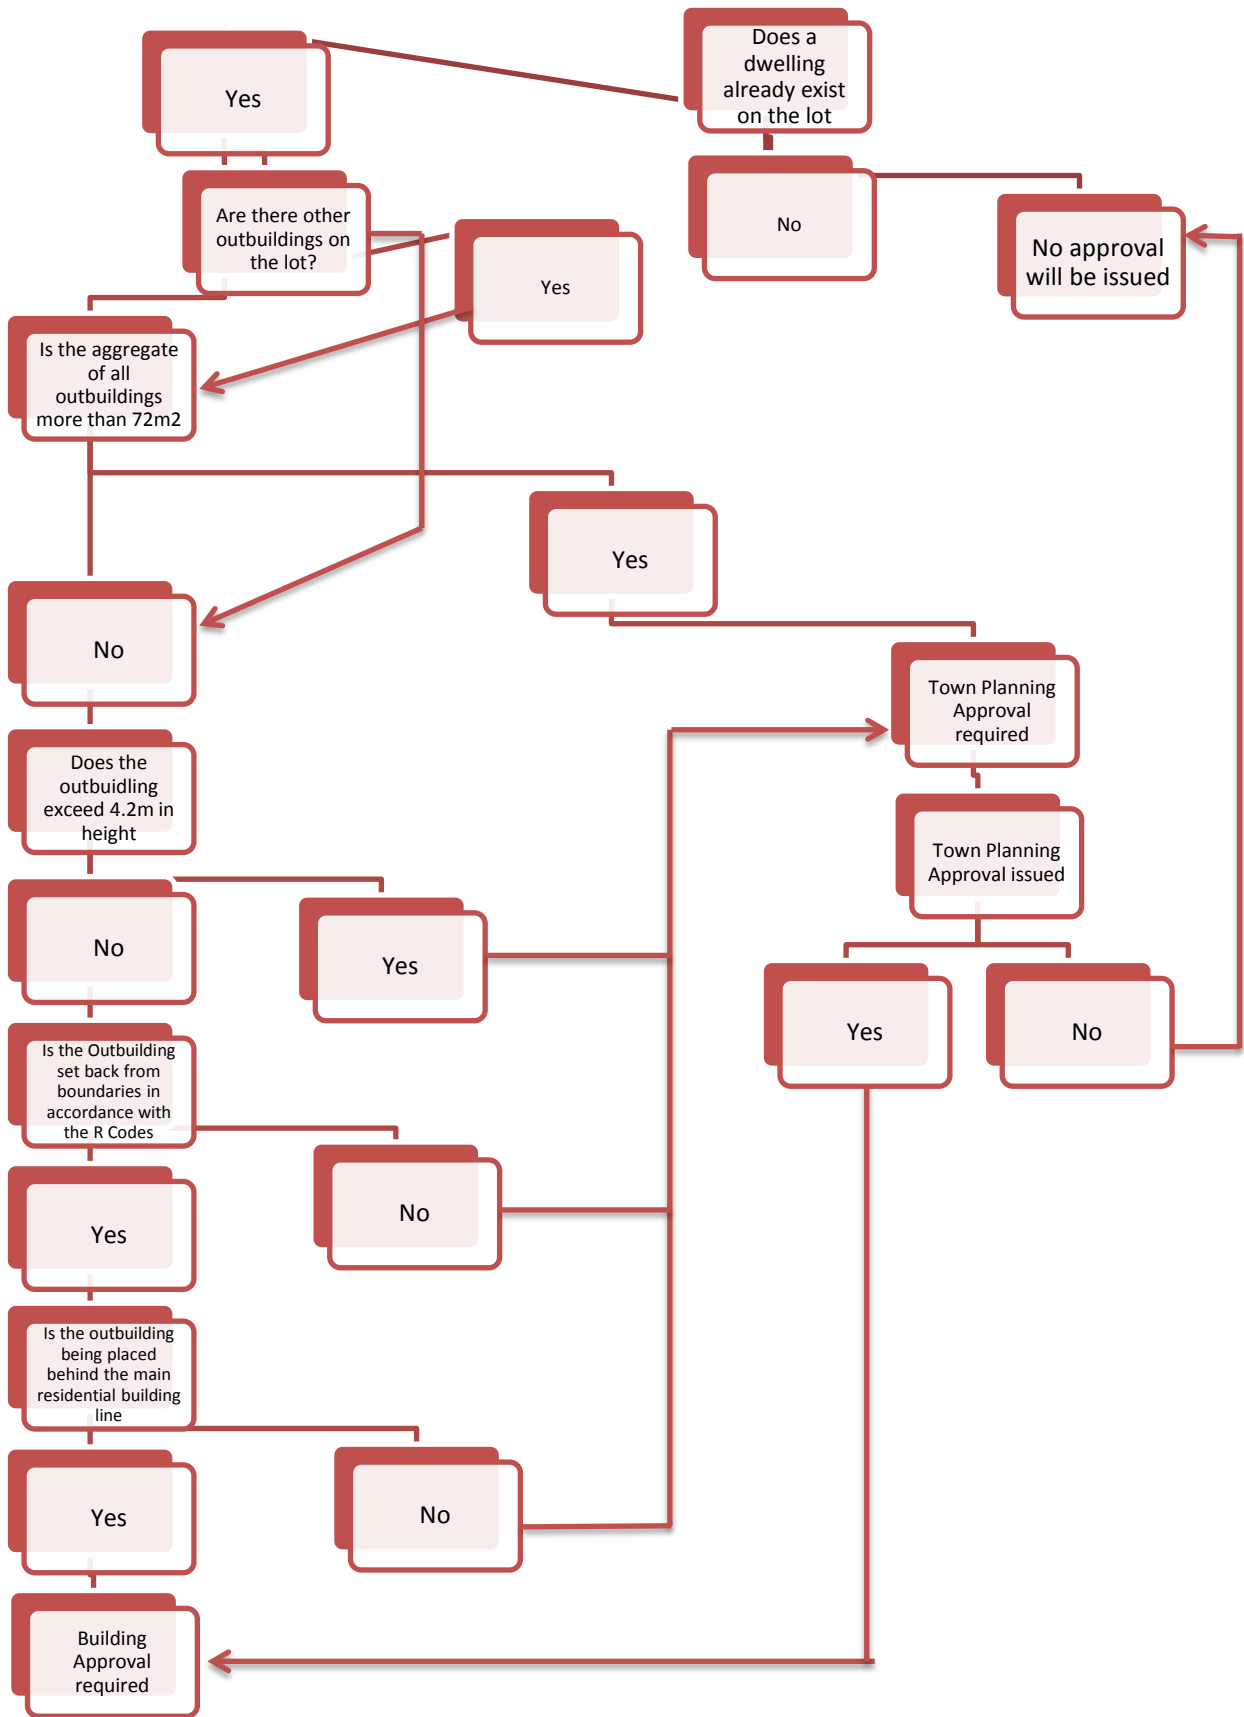 Does a
dwelling
already exist
on the lot
Yes
No
No approval
will be issued
Are there other
outbuildings on
the lot?
Yes
Is the aggregate
of all
outbuildings
more than 72m2
Yes
No
Town Planning
Approval
required
Does the
outbuidling
exceed 4.2m in
height
Town Planning
Approval issued
No
Yes
Yes
No
Is the Outbuilding
set back from
boundaries in
accordance with
the R Codes
Yes
No
Is the outbuilding
being placed
behind the main
residential building
line
Yes
No
Building
Approval
required